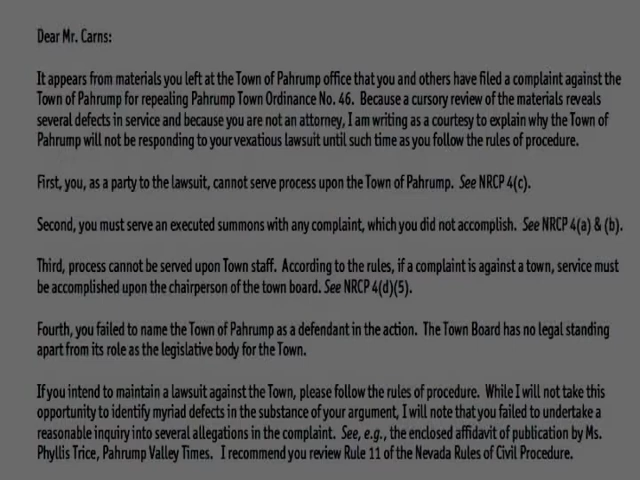 Dear Mr. Carns:
It appears from materials you left at the Town of Pahrump office that you and others have filed a complaint against the
Town of Pahrump for repealing Pahrump Town Ordinance No. 46. Because a cursory review of the materials reveals
several defects in service and because you are not an attorney, I am writing as a courtesy to explain why the Town of
Pahrump will not be responding to your vexatious lawsuit until such time as you follow the rules of procedure.
First, you, as a party to the lawsuit, cannot serve process upon the Town of Pahrump. See NRCP 4(c).
Second, you must serve an executed summons with any complaint, which you did not accomplish. See NRCP 4(a) & (b).
Third, process cannot be served upon Town staff. According to the rules, if a complaint is against a town, service must
be accomplished upon the chairperson of the town board. See NRCP 4(d)(5).
Fourth, you failed to name the Town of Pahrump as a defendant in the action. The Town Board has no legal standing
apart from its role as the legislative body for the Town.
If you intend to maintain a lawsuit against the Town, please follow the rules of procedure. While I will not take this
opportunity to identify myriad defects in the substance of your argument, I will note that you failed to undertake a
reasonable inquiry into several allegations in the complaint. See, e.g., the enclosed affidavit of publication by Ms.
Phyllis Trice, Pahrump Valley Times. I recommend you review Rule 11 of the Nevada Rules of Civil Procedure.